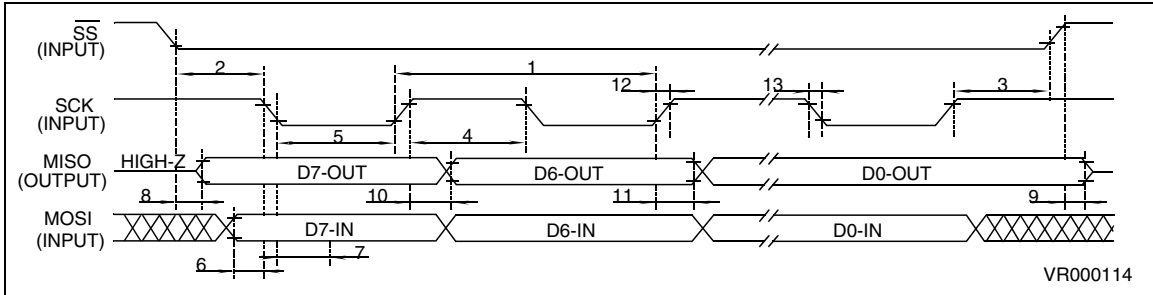 SS
(INPUT)
2
1
12
13
3
SCK
(INPUT)
5
4
MISO
(OUTPUT)
HIGH-Z
D7-OUT
D6-OUT
D0-OUT
8
10
11
9
MOSI
(INPUT)
D7-IN
D6-IN
D0-IN
7
6
VR000114